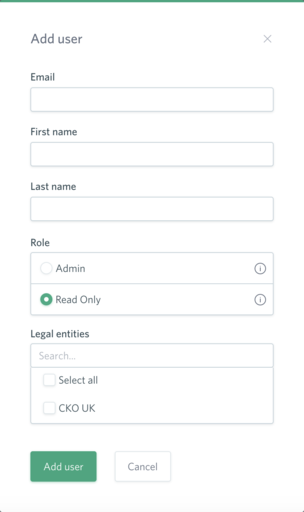 Add user
Email
First name
Last name
Role
Admin
Read Only
Legal entities
Search...
Select all
CKO UK
Add user
Cancel